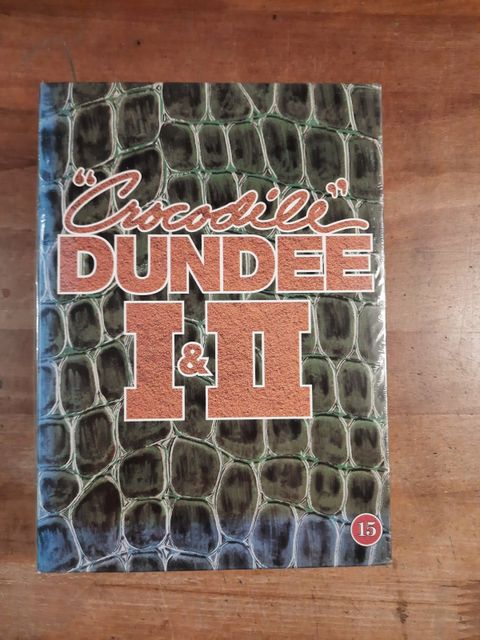 "Crocodile"
DUNDEE
I & II
15